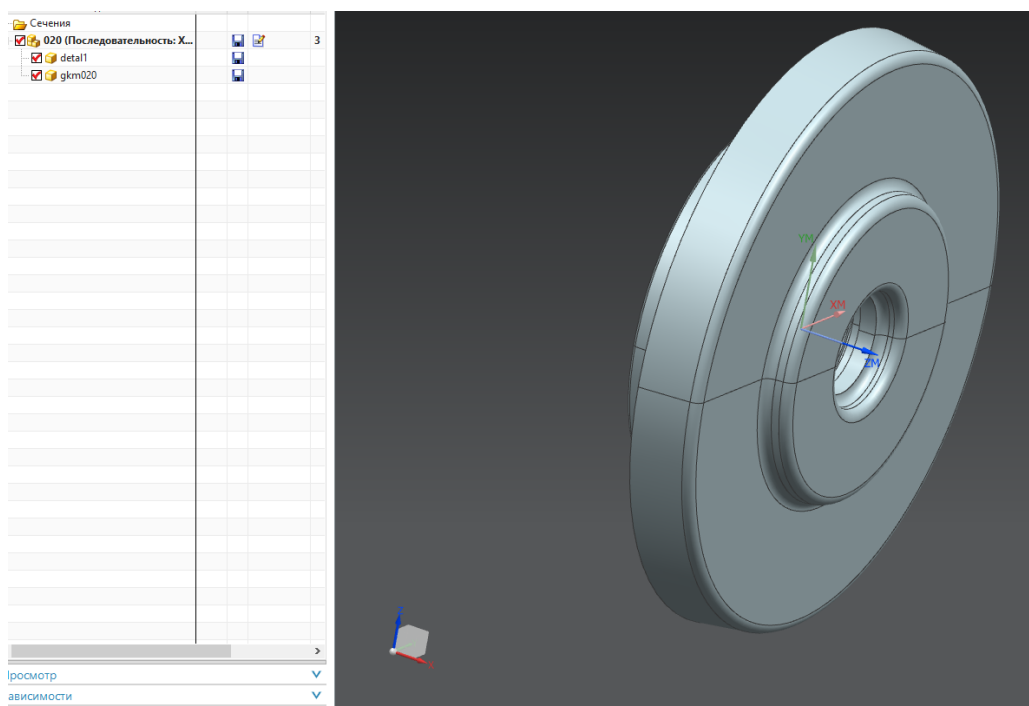 Сечения
020 (Последовательность: X...
3
detal1
gkm020
YM
XM
ZM
Z
росмотр
ависимости